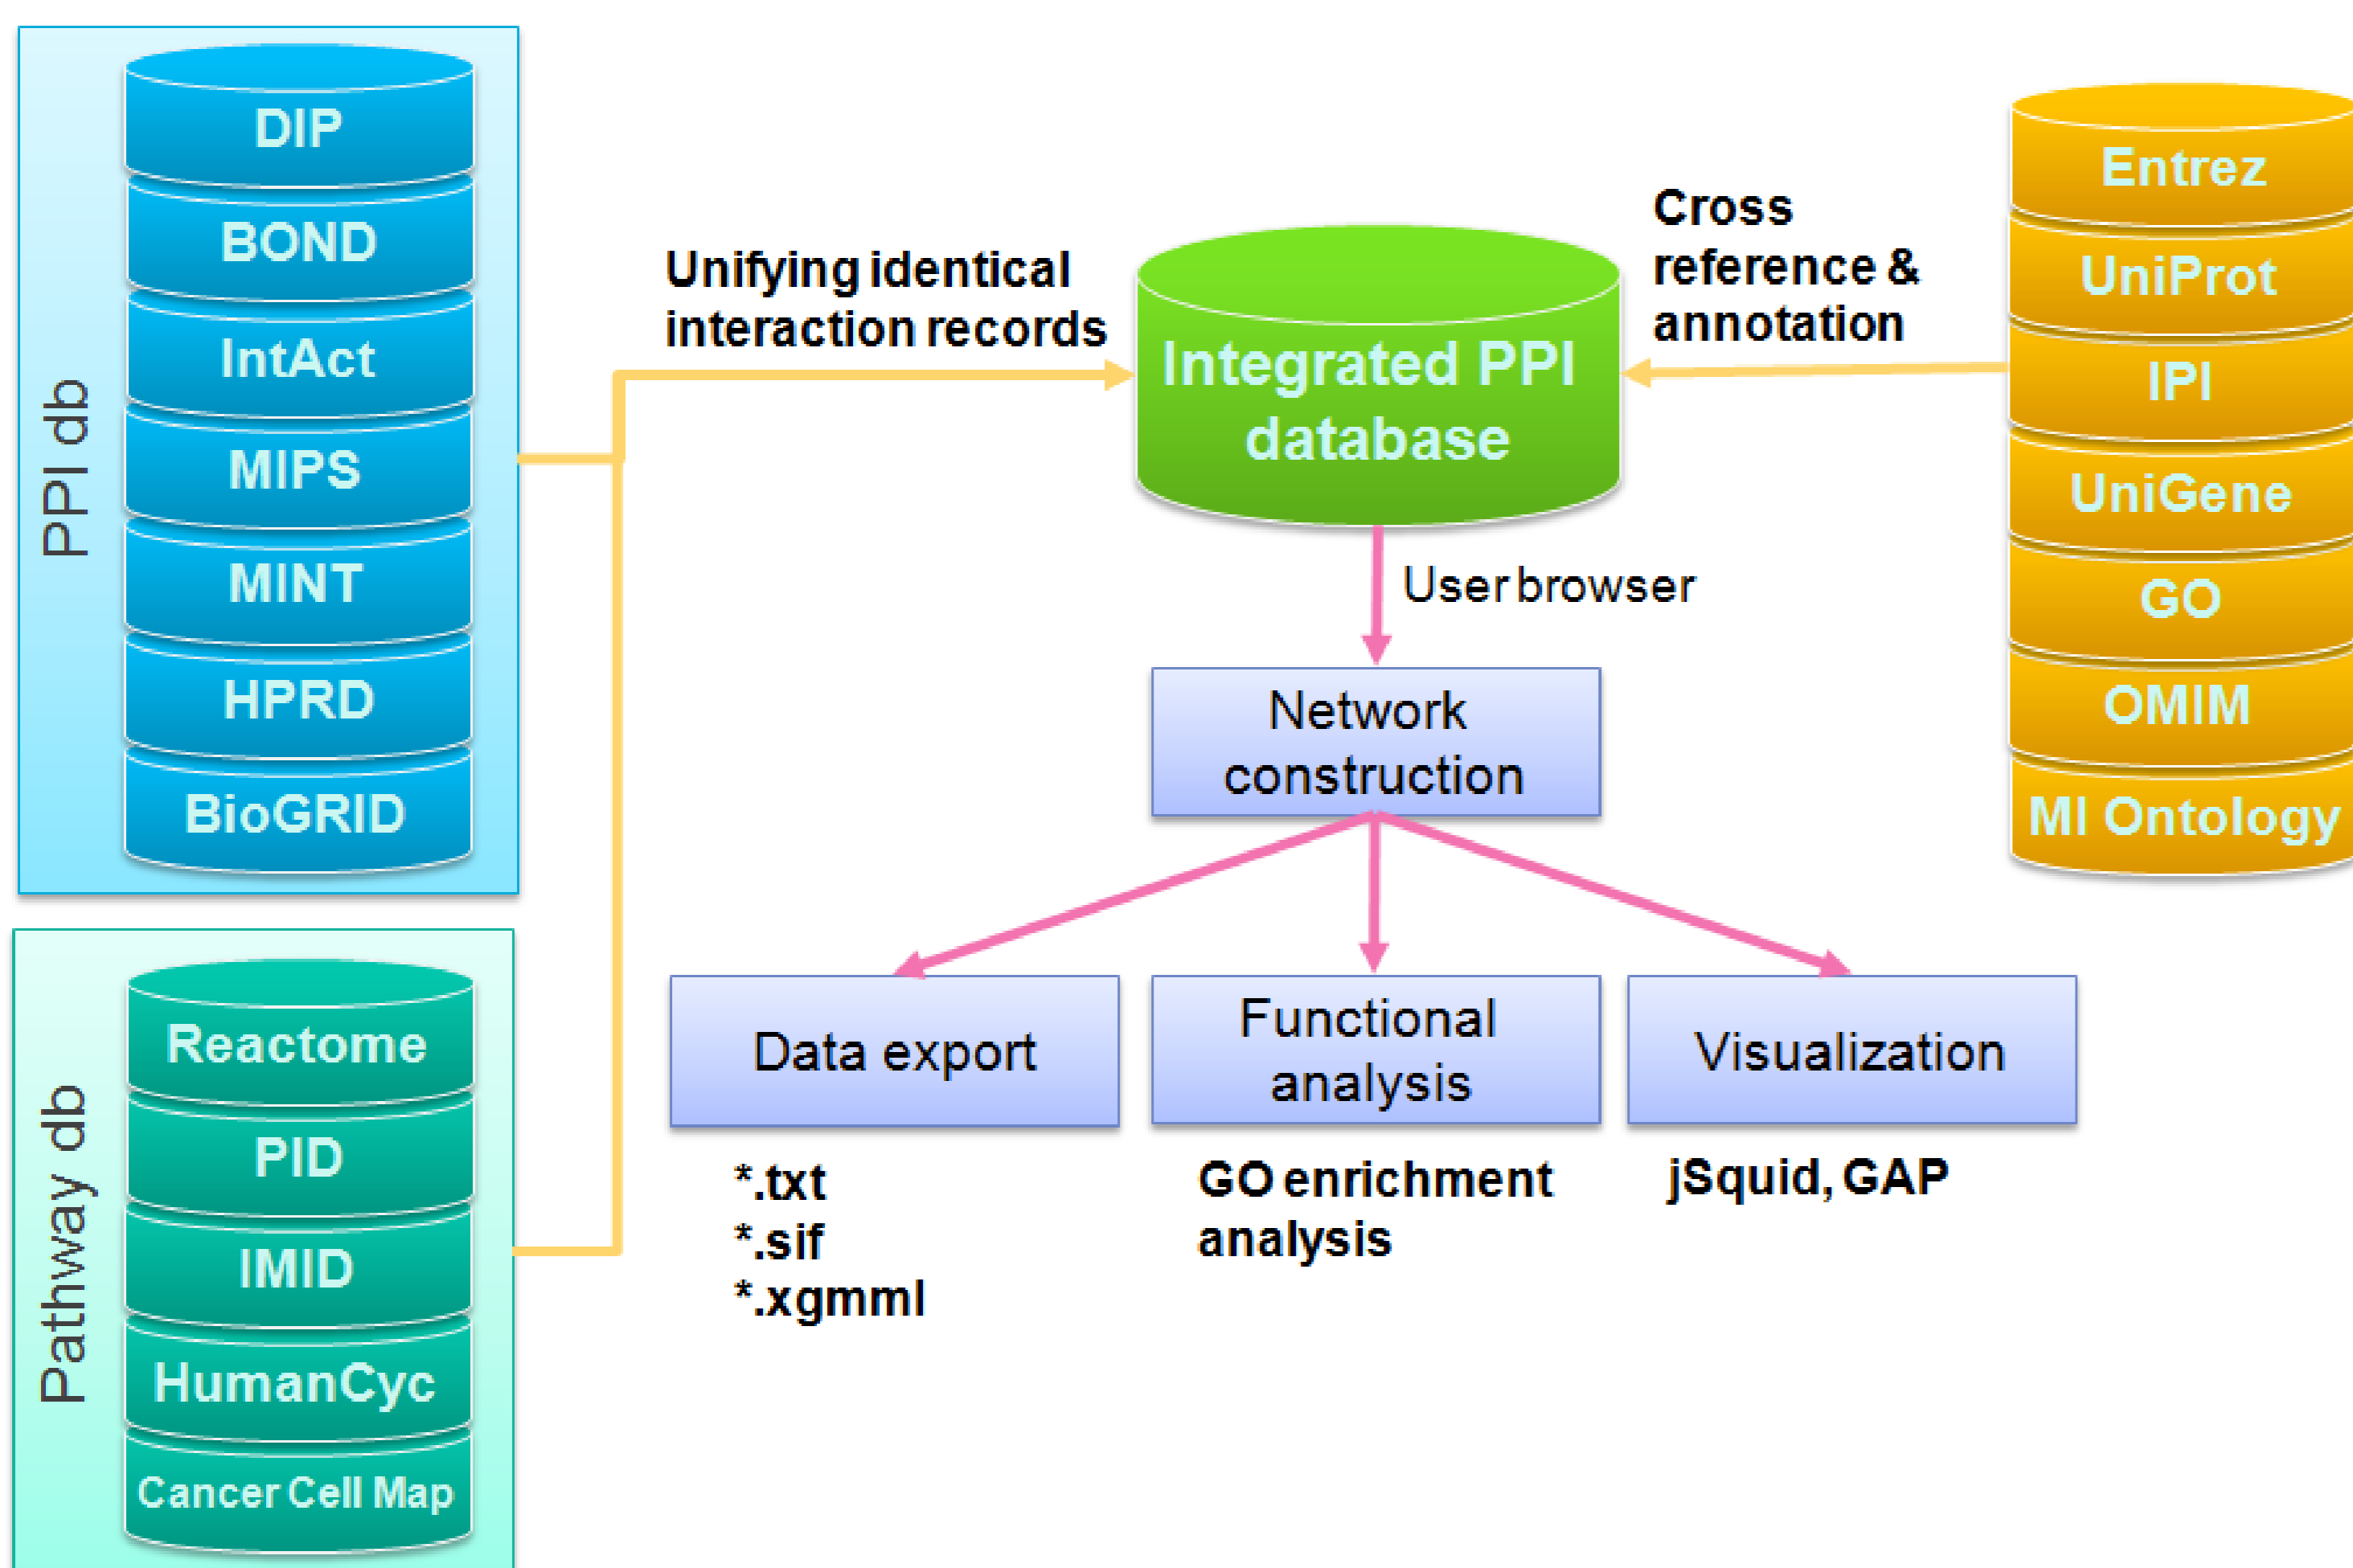 PPI db
DIP
BOND
IntAct
MIPS
MINT
HPRD
BioGRID
Pathway db
Reactome
PID
IMID
HumanCyc
Cancer Cell Map
Unifying identical
interaction records
Integrated PPI
database
Cross
reference &
annotation
Entrez
UniProt
IPI
UniGene
GO
OMIM
MI Ontology
User browser
Network
construction
Data export
*.txt
*.sif
*.xgmml
Functional
analysis
GO enrichment
analysis
Visualization
jSquid, GAP